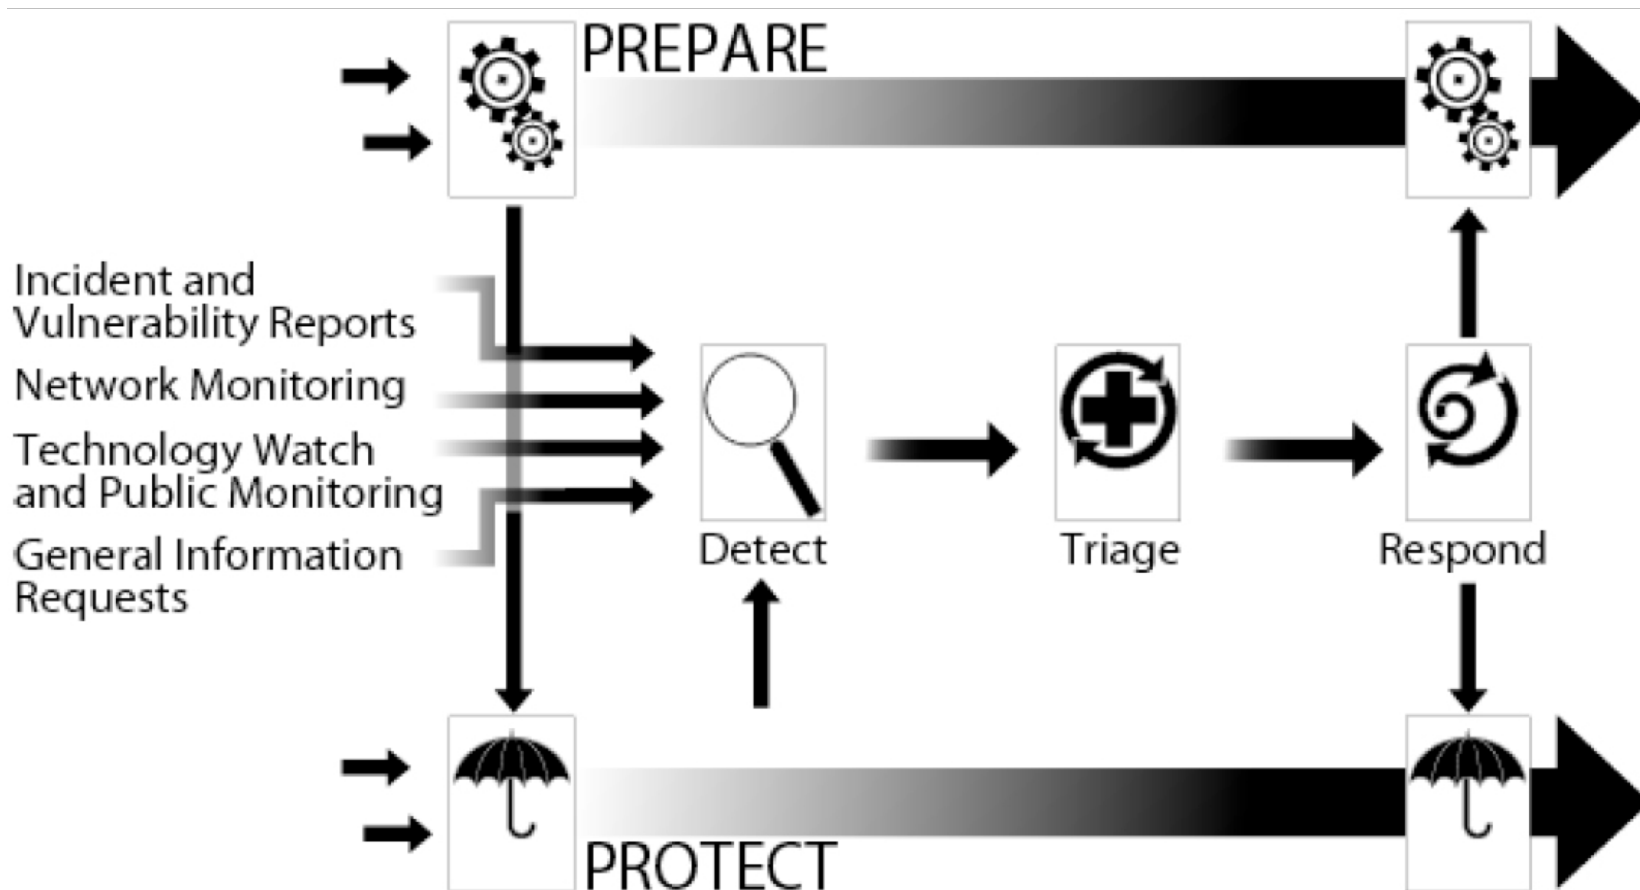 PREPARE
Incident and
Vulnerability Reports
Network Monitoring
Technology Watch
and Public Monitoring
General Information
Requests
Detect
Triage
Respond
PROTECT